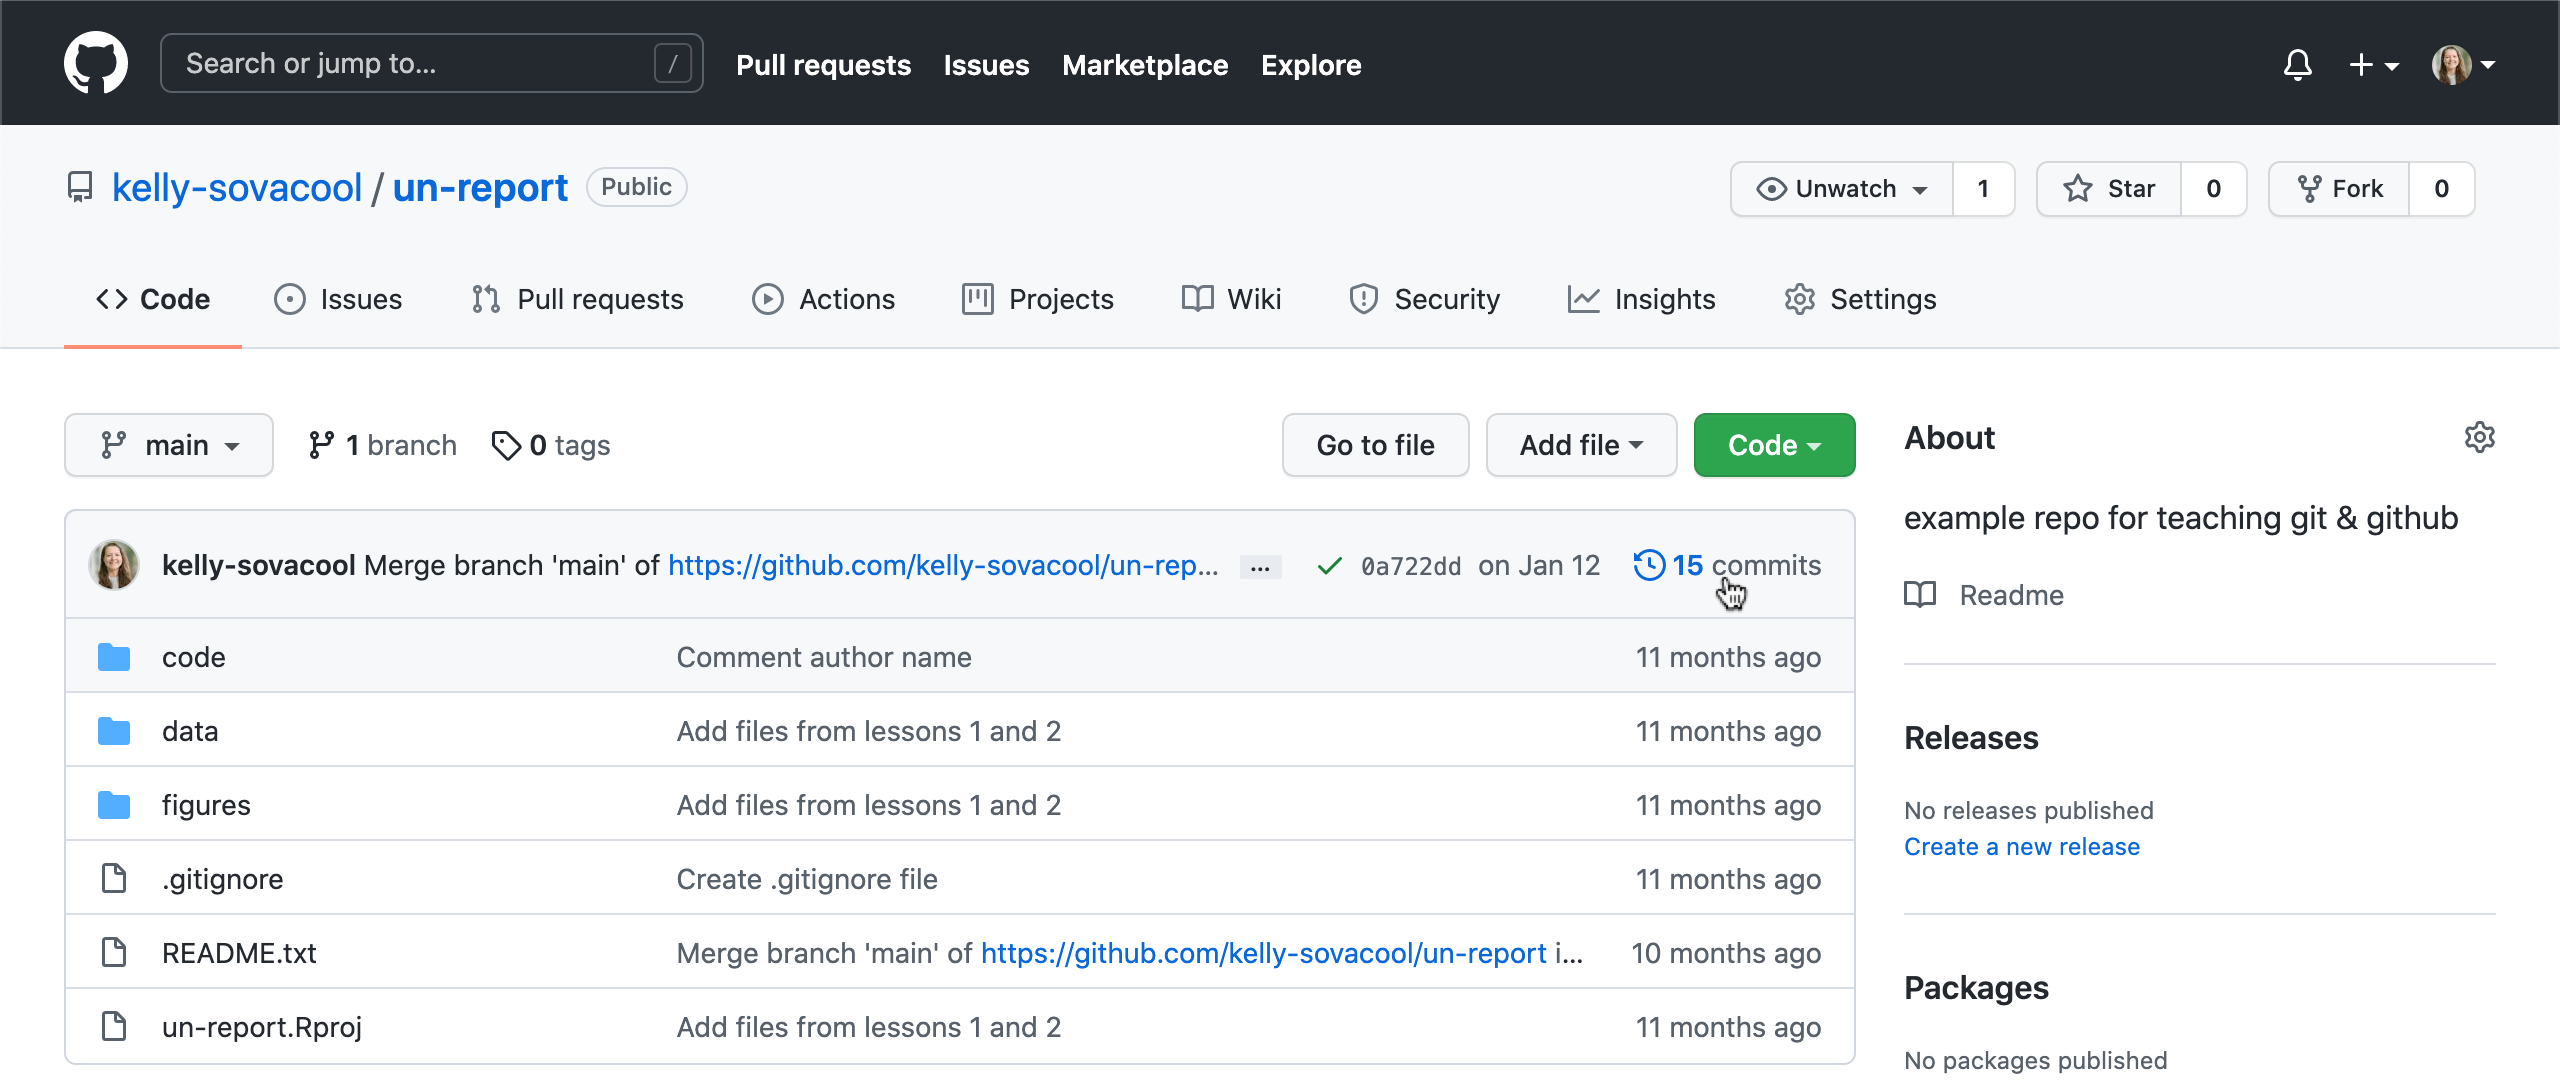 Search or jump to... /
Pull requests Issues Marketplace Explore
kelly-sovacool / un-report Public
Unwatch 1 Star 0 Fork 0
Code Issues Pull requests Actions Projects Wiki Security Insights Settings
main 1 branch 0 tags
Go to file Add file Code
kelly-sovacool Merge branch 'main' of https://github.com/kelly-sovacool/un-rep... ... 0a722dd on Jan 12 15 commits
code Comment author name 11 months ago
data Add files from lessons 1 and 2 11 months ago
figures Add files from lessons 1 and 2 11 months ago
.gitignore Create .gitignore file 11 months ago
README.txt Merge branch 'main' of https://github.com/kelly-sovacool/un-report i... 10 months ago
un-report.Rproj Add files from lessons 1 and 2 11 months ago
About
example repo for teaching git & github
Readme
Releases
No releases published
Create a new release
Packages
No packages published